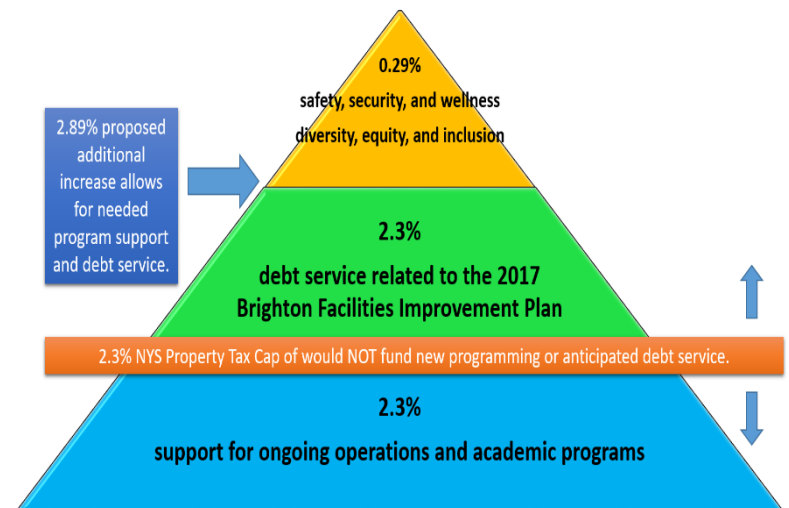 0.29%
safety, security, and wellness
diversity, equity, and inclusion
2.89% proposed
additional
increase allows
for needed
program support
and debt service.
2.3%
debt service related to the 2017
Brighton Facilities Improvement Plan
2.3% NYS Property Tax Cap of would NOT fund new programming or anticipated debt service.
2.3%
support for ongoing operations and academic programs